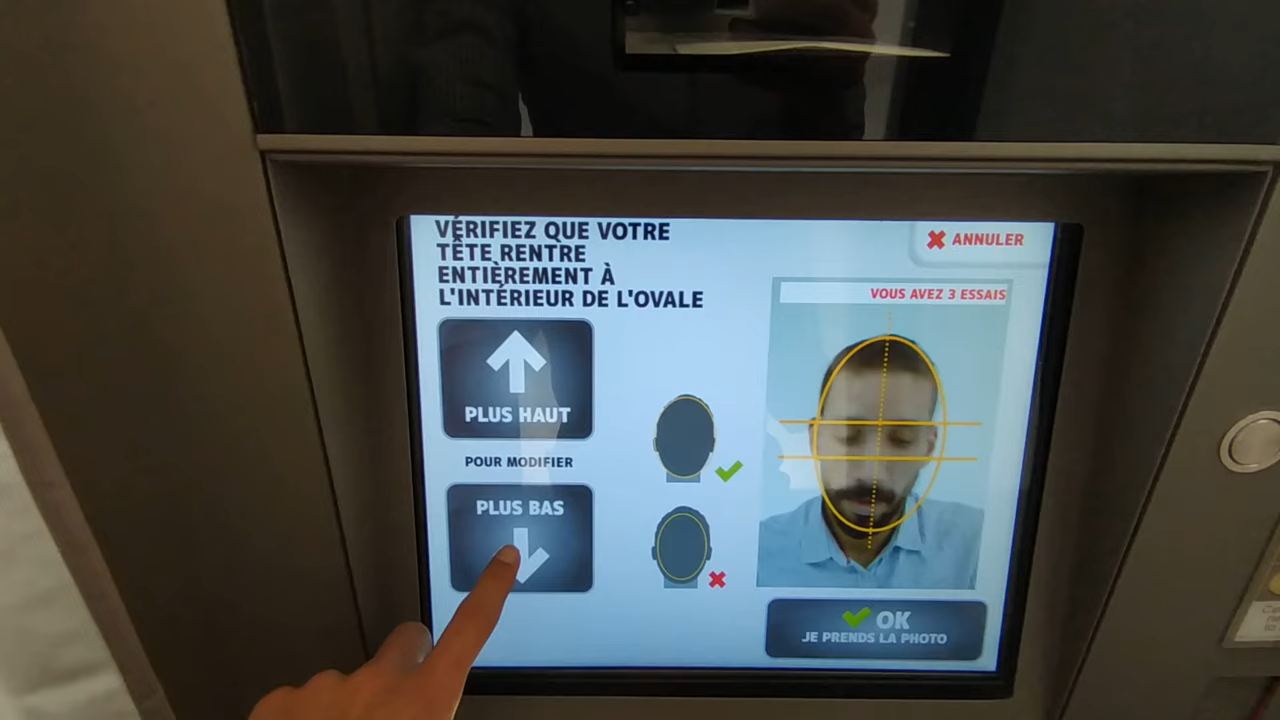 VÉRIFIEZ QUE VOTRE
TÊTE RENTRE
ENTIÈREMENT À
L'INTÉRIEUR DE L'OVALE
ANNULER
VOUS AVEZ 3 ESSAIS
PLUS HAUT
POUR MODIFIER
PLUS BAS
OK
JE PRENDS LA PHOTO